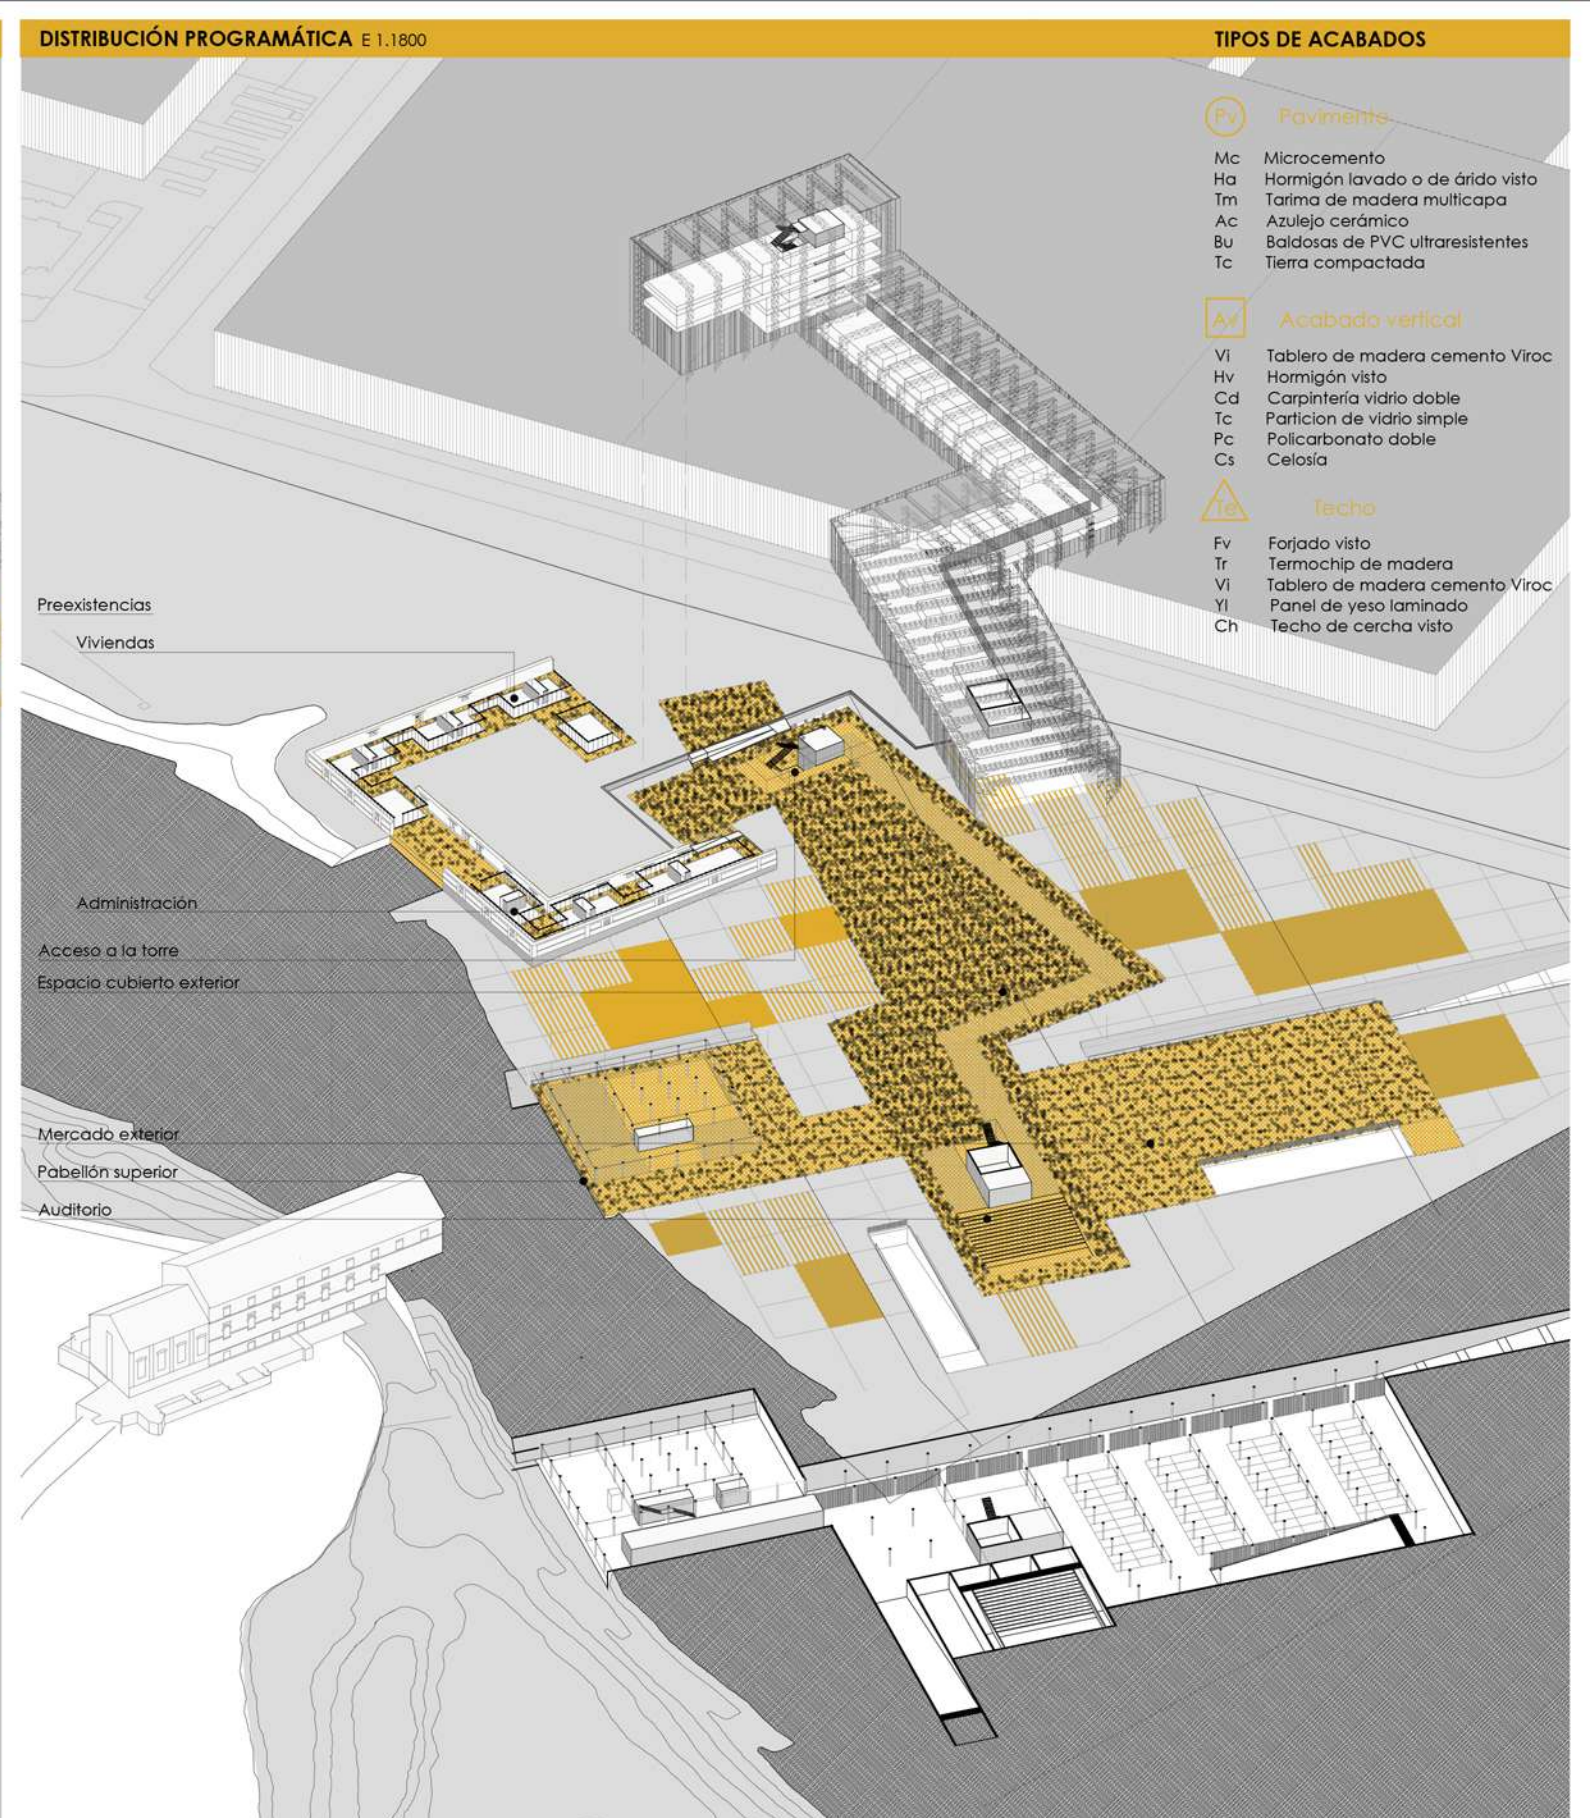 DISTRIBUCIÓN PROGRAMÁTICA E 1.1800
TIPOS DE ACABADOS
Pv Pavimento
Mc Microcemento
Ha Hormigón lavado o de árido visto
Tm Tarima de madera multicapa
Ac Azulejo cerámico
Bu Baldosas de PVC ultraresistentes
Tc Tierra compactada
Av Acabado vertical
Vi Tablero de madera cemento Viroc
Hv Hormigón visto
Cd Carpintería vidrio doble
Tc Particion de vidrio simple
Pc Policarbonato doble
Cs Celosía
Te Techo
Fv Forjado visto
Tr Termochip de madera
Vi Tablero de madera cemento Viroc
Yl Panel de yeso laminado
Ch Techo de cercha visto
Preexistencias
Viviendas
Administración
Acceso a la torre
Espacio cubierto exterior
Mercado exterior
Pabellón superior
Auditorio